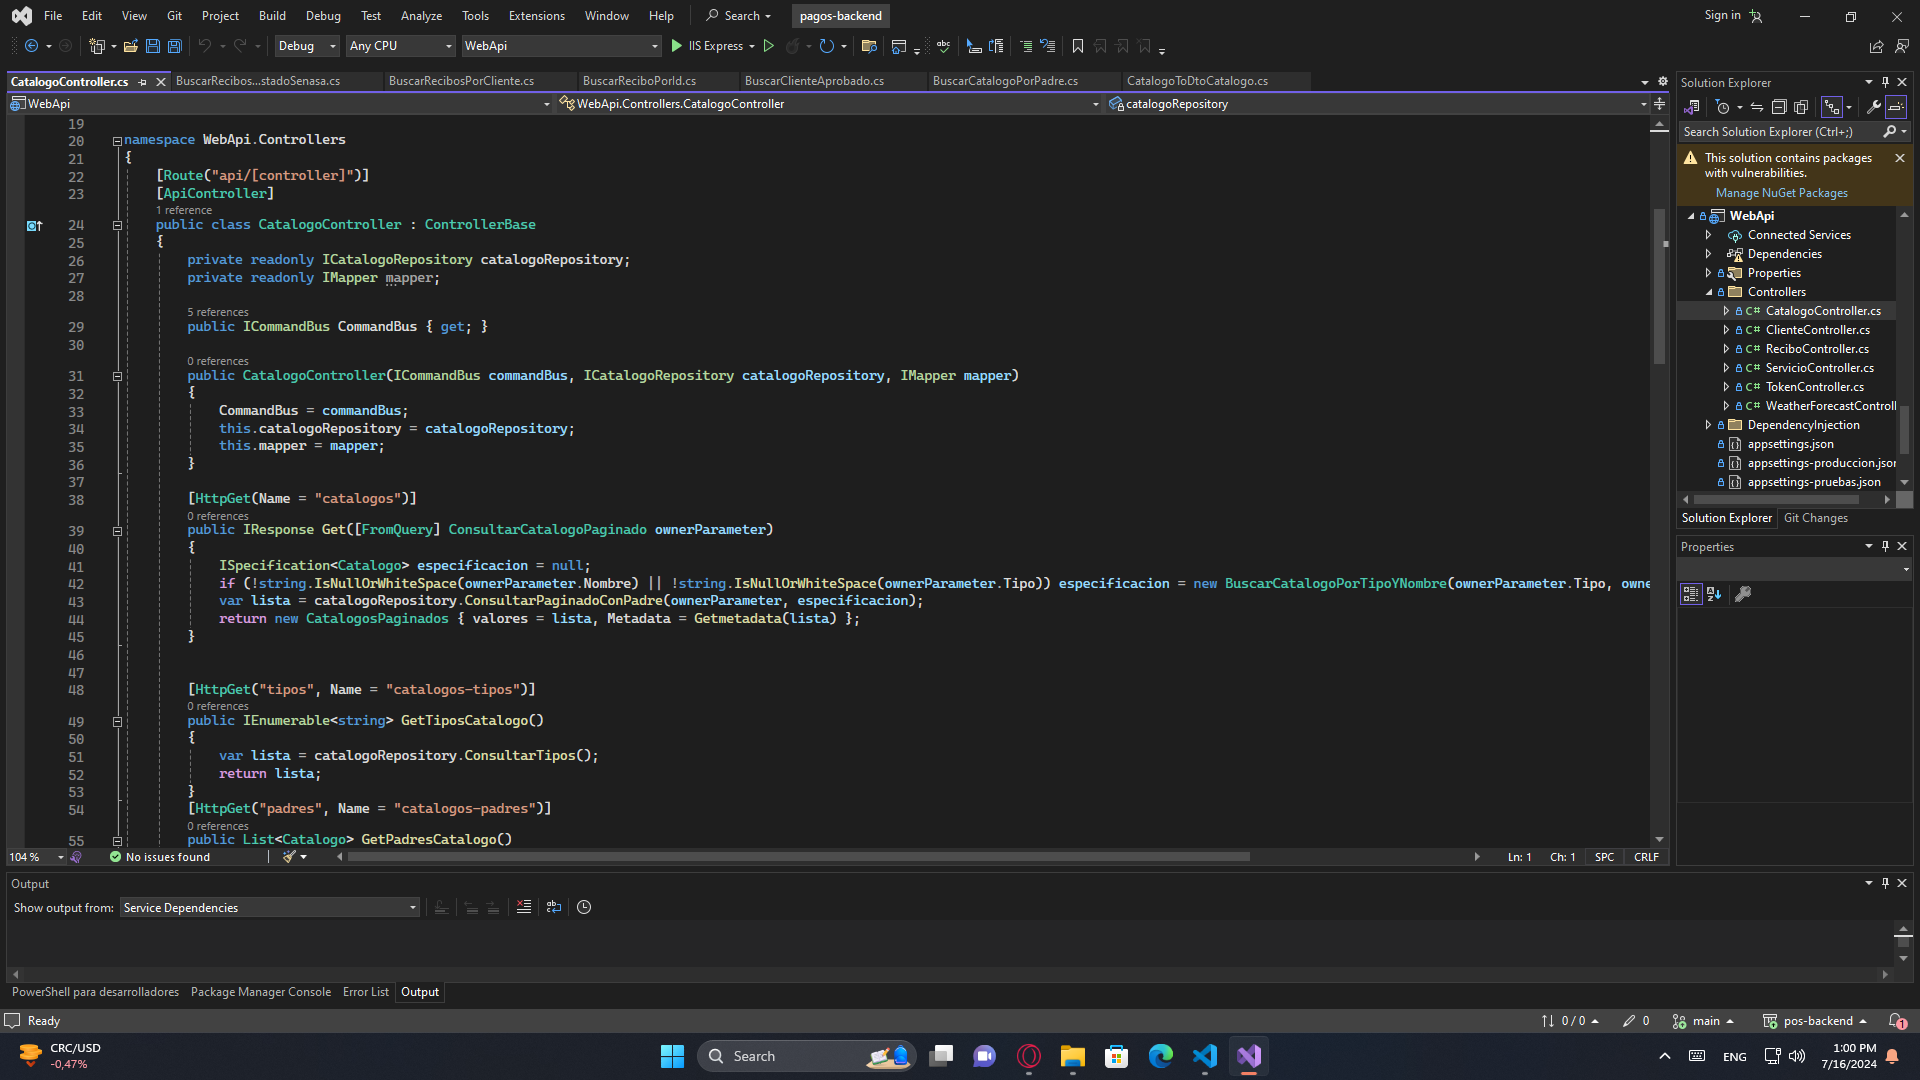 File Edit View Git Project Build Debug Test Analyze Tools Extensions Window Help Search pagos-backend Sign in
Debug Any CPU WebApi IIS Express
CatalogoController.cs BuscarRecibos...stadoSenasa.cs BuscarRecibosPorCliente.cs BuscarReciboPorId.cs BuscarClienteAprobado.cs BuscarCatalogoPorPadre.cs CatalogoToDtoCatalogo.cs
WebApi WebApi.Controllers.CatalogoController catalogoRepository
19
20 namespace WebApi.Controllers
21 {
22 [Route("api/[controller]")]
23 [ApiController]
1 reference
24 public class CatalogoController : ControllerBase
25 {
26 private readonly ICatalogoRepository catalogoRepository;
27 private readonly IMapper mapper;
28
5 references
29 public ICommandBus CommandBus { get; }
30
0 references
31 public CatalogoController(ICommandBus commandBus, ICatalogoRepository catalogoRepository, IMapper mapper)
32 {
33 CommandBus = commandBus;
34 this.catalogoRepository = catalogoRepository;
35 this.mapper = mapper;
36 }
37
38 [HttpGet(Name = "catalogos")]
0 references
39 public IResponse Get([FromQuery] ConsultarCatalogoPaginado ownerParameter)
40 {
41 ISpecification<Catalogo> especificacion = null;
42 if (!string.IsNullOrWhiteSpace(ownerParameter.Nombre) || !string.IsNullOrWhiteSpace(ownerParameter.Tipo)) especificacion = new BuscarCatalogoPorTipoYNombre(ownerParameter.Tipo, owne
43 var lista = catalogoRepository.ConsultarPaginadoConPadre(ownerParameter, especificacion);
44 return new CatalogosPaginados { valores = lista, Metadata = Getmetadata(lista) };
45 }
46
47
48 [HttpGet("tipos", Name = "catalogos-tipos")]
0 references
49 public IEnumerable<string> GetTiposCatalogo()
50 {
51 var lista = catalogoRepository.ConsultarTipos();
52 return lista;
53 }
54 [HttpGet("padres", Name = "catalogos-padres")]
0 references
55 public List<Catalogo> GetPadresCatalogo()
104 % No issues found Ln: 1 Ch: 1 SPC CRLF
Solution Explorer
Search Solution Explorer (Ctrl+;)
This solution contains packages
with vulnerabilities.
Manage NuGet Packages
WebApi
Connected Services
Dependencies
Properties
Controllers
C# CatalogoController.cs
C# ClienteController.cs
C# ReciboController.cs
C# ServicioController.cs
C# TokenController.cs
C# WeatherForecastControll
DependencyInjection
appsettings.json
appsettings-produccion.json
appsettings-pruebas.json
Solution Explorer Git Changes
Properties
Output
Show output from: Service Dependencies
PowerShell para desarrolladores Package Manager Console Error List Output
Ready 0 / 0 0 main pos-backend 1
CRC/USD
-0,47%
Search
ENG
1:00 PM
7/16/2024